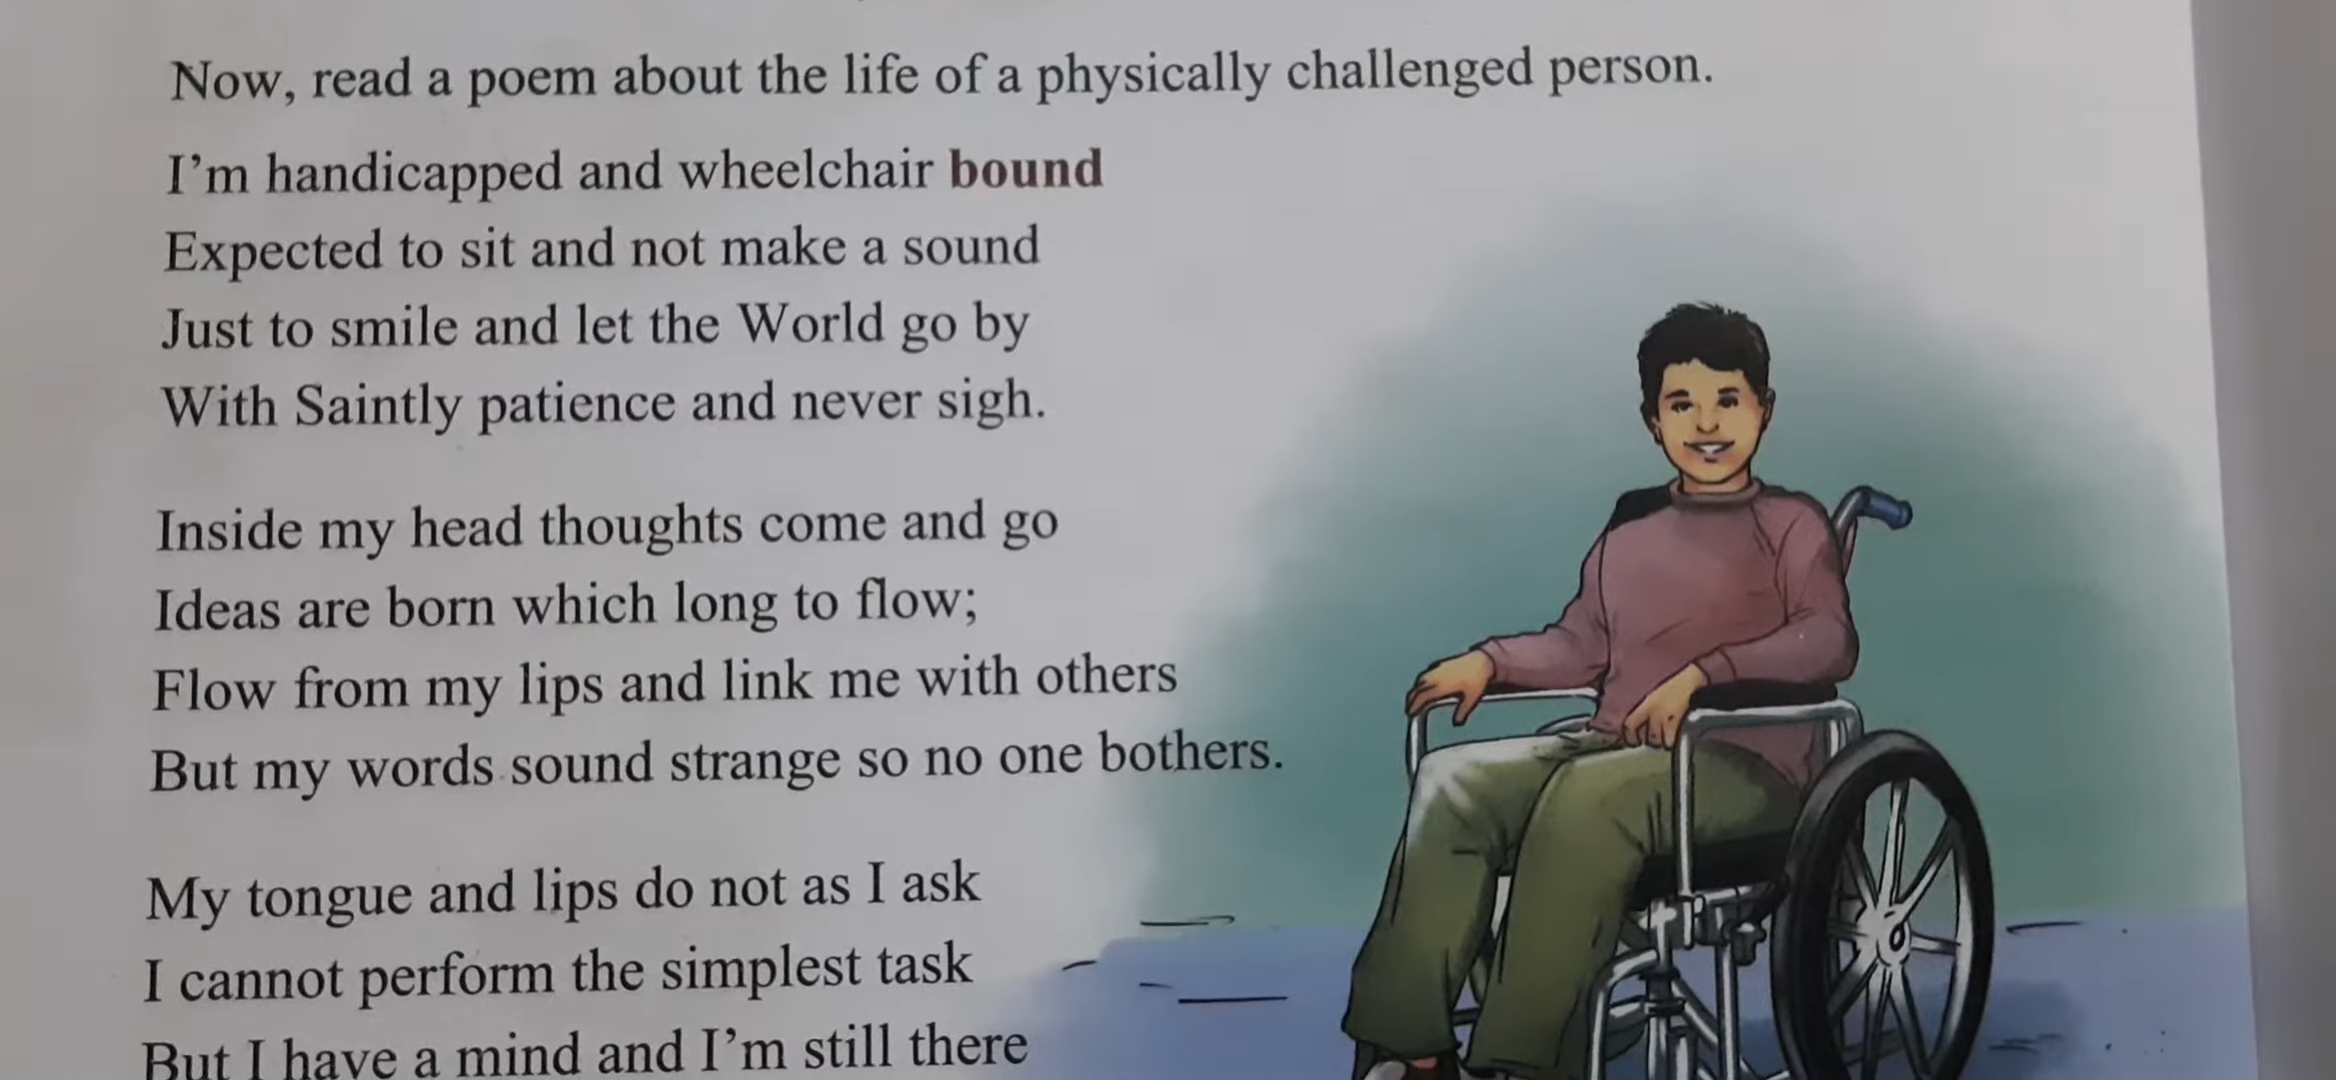 Now, read a poem about the life of a physically challenged person.
I'm handicapped and wheelchair bound
Expected to sit and not make a sound
Just to smile and let the World go by
With Saintly patience and never sigh.
Inside my head thoughts come and go
Ideas are born which long to flow;
Flow from my lips and link me with others
But my words sound strange so no one bothers.
My tongue and lips do not as I ask
I cannot perform the simplest task
But I have a mind and I'm still there